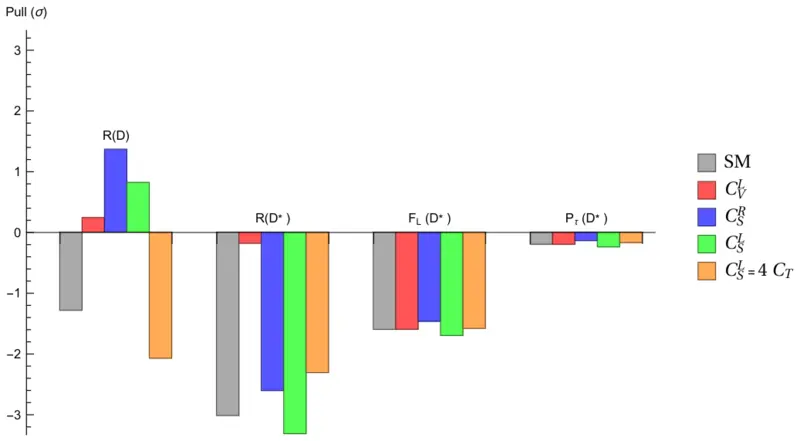 Pull (σ)
3
2
1
0
−1
−2
−3
R(D)
R(D* )
F_L (D* )
P_τ (D* )
SM
C_V^L
C_S^R
C_S^L
C_S^L = 4 C_T